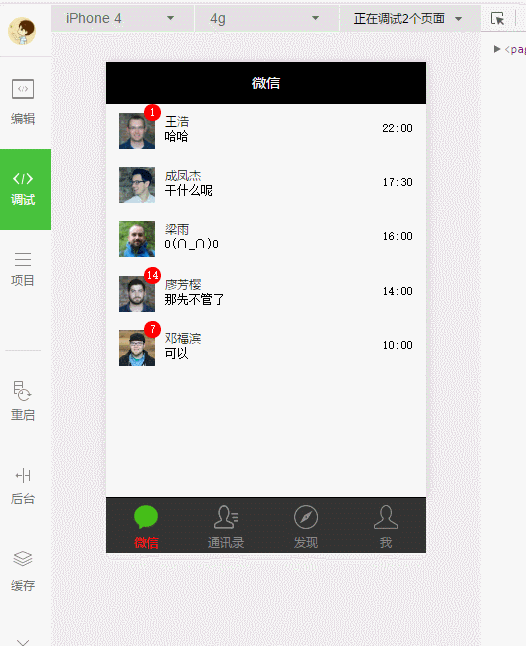 iPhone 4
4g
正在调试2个页面
<pag
编辑
调试
项目
重启
后台
缓存
微信
1
王浩
22:00
哈哈
成凤杰
17:30
干什么呢
梁雨
16:00
O(∩_∩)O
14
廖芳樱
14:00
那先不管了
7
邓福滨
10:00
可以
微信
通讯录
发现
我